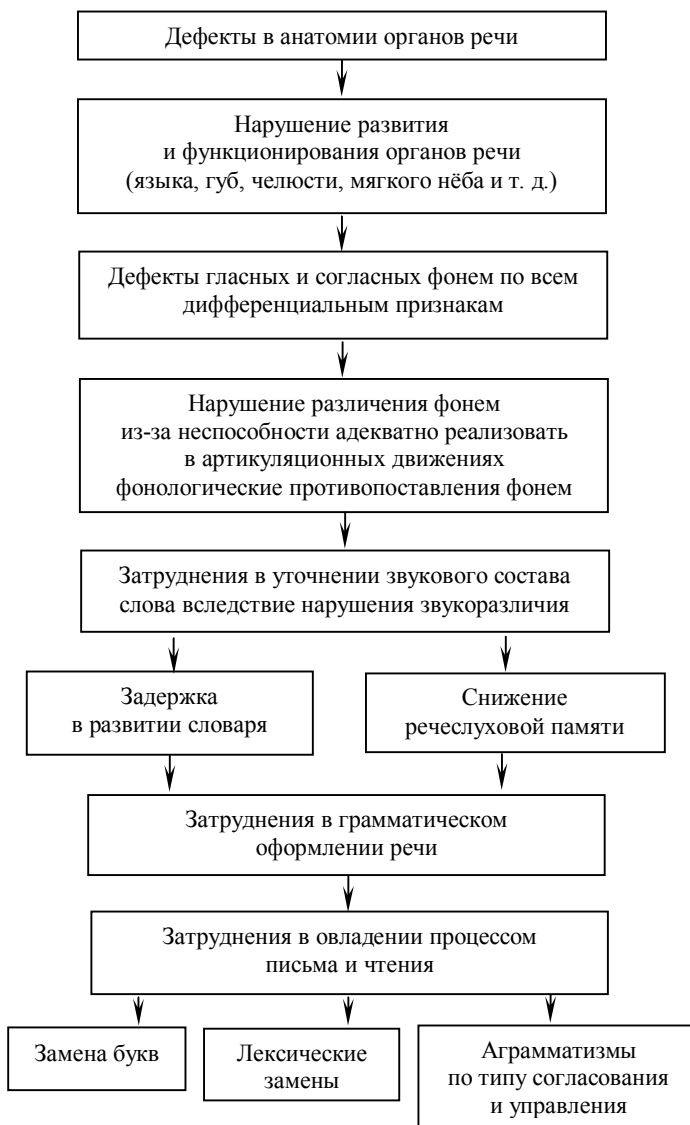 Дефекты в анатомии органов речи
Нарушение развития
и функционирования органов речи
(языка, губ, челюсти, мягкого нёба и т. д.)
Дефекты гласных и согласных фонем по всем
дифференциальным признакам
Нарушение различения фонем
из-за неспособности адекватно реализовать
в артикуляционных движениях
фонологические противопоставления фонем
Затруднения в уточнении звукового состава
слова вследствие нарушения звукоразличия
Задержка
в развитии словаря
Снижение
речеслуховой памяти
Затруднения в грамматическом
оформлении речи
Затруднения в овладении процессом
письма и чтения
Замена букв
Лексические
замены
Аграмматизмы
по типу согласования
и управления